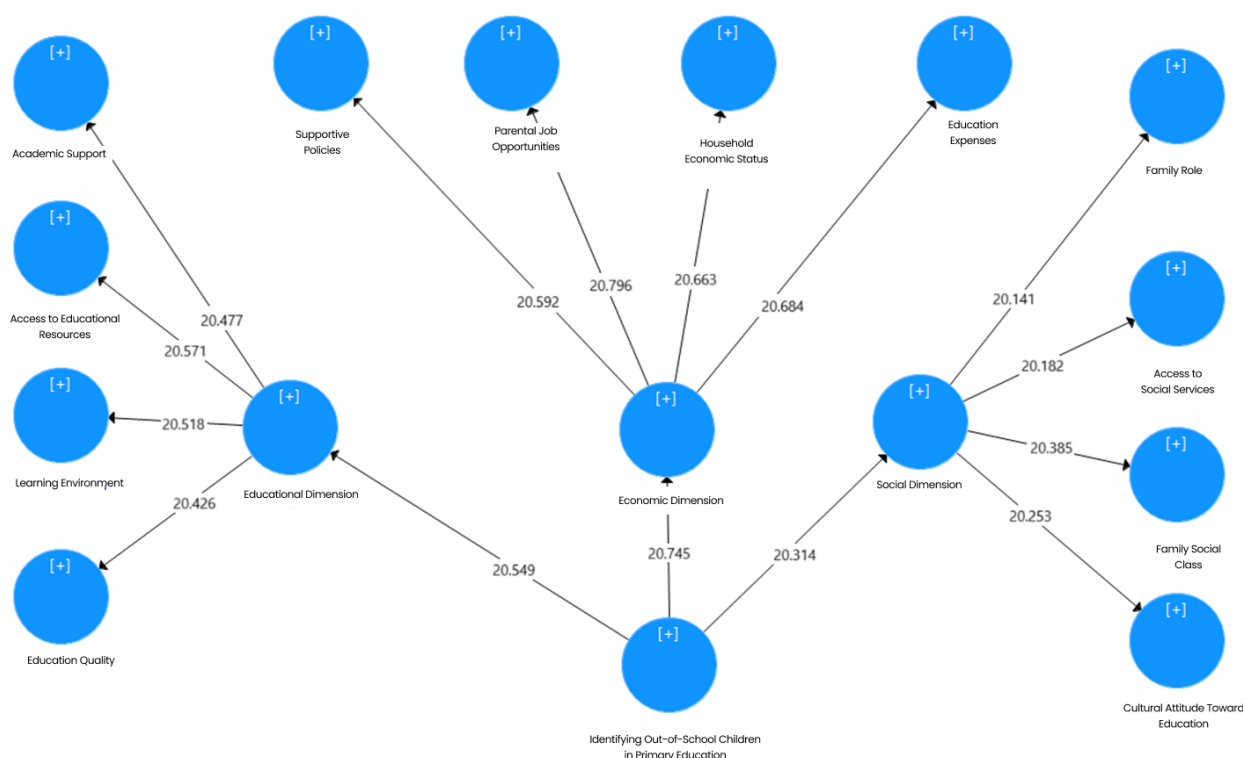 [+]
[+]
[+]
[+]
[+]
[+]
Supportive
Policies
Parental Job
Opportunities
Household
Economic Status
Education
Expenses
Academic Support
Family Role
[+]
[+]
20.592
20.796
20.663
20.684
20.141
20.477
Access to Educational
Resources
20.571
20.182
Access to
Social Services
[+]
[+]
[+]
[+]
[+]
20.518
20.385
Learning Environment
Educational Dimension
Economic Dimension
Social Dimension
20.426
20.253
Family Social
Class
[+]
20.549
20.745
20.314
[+]
[+]
Education Quality
Cultural Attitude Toward
Education
Identifying Out-of-School Children
in Primary Education